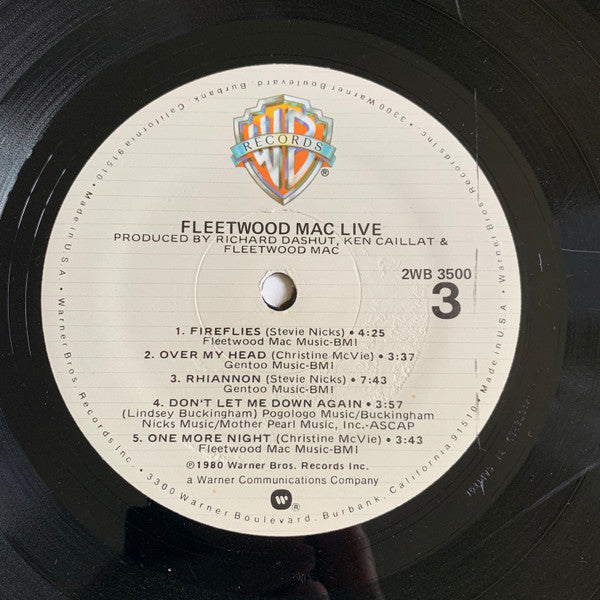 WB
RECORDS
®
FLEETWOOD MAC LIVE
PRODUCED BY RICHARD DASHUT, KEN CAILLAT &
FLEETWOOD MAC
2WB 3500
3
1. FIREFLIES (Stevie Nicks) • 4:25
Fleetwood Mac Music-BMI
2. OVER MY HEAD (Christine McVie) • 3:37
Gentoo Music-BMI
3. RHIANNON (Stevie Nicks) • 7:43
Gentoo Music-BMI
4. DON'T LET ME DOWN AGAIN • 3:57
(Lindsey Buckingham) Pogologo Music/Buckingham
Nicks Music/Mother Pearl Music, Inc.-ASCAP
5. ONE MORE NIGHT (Christine McVie) • 3:43
Fleetwood Mac Music-BMI
℗1980 Warner Bros. Records Inc.
a Warner Communications Company
W ®
Warner Bros. Records Inc. • 3300 Warner Boulevard, Burbank, California 91510 • Made in U.S.A. •